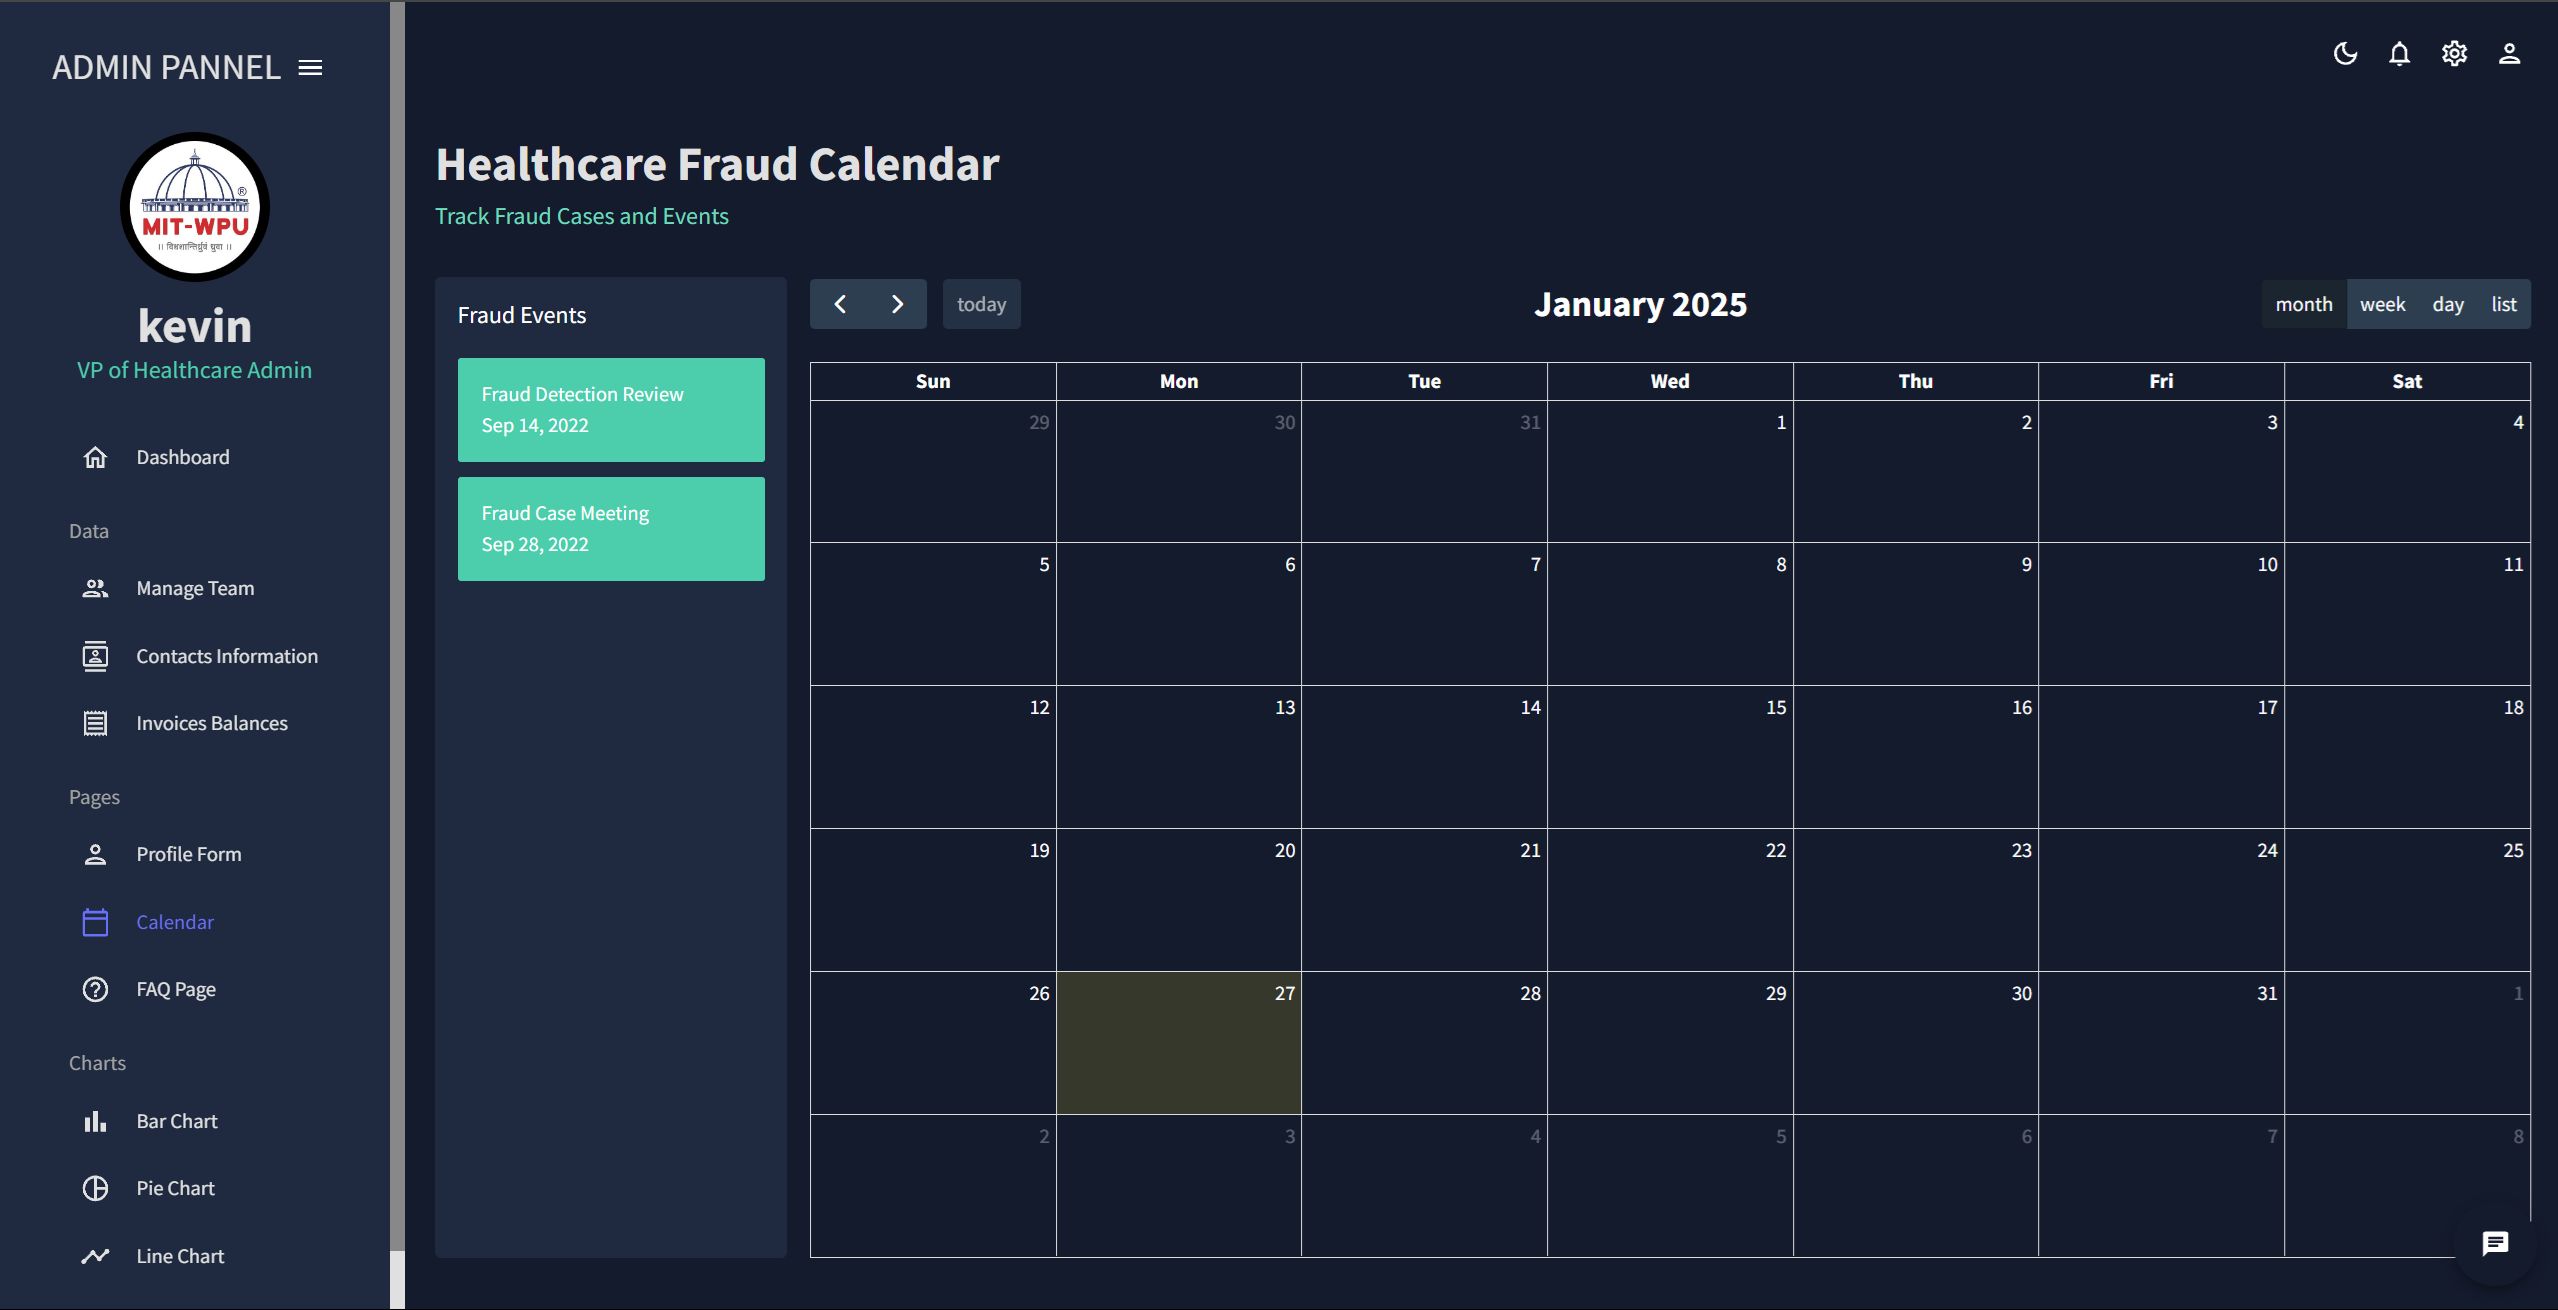 ADMIN PANNEL
®
MIT-WPU
|| विश्वशान्तिर्ध्रुवं ध्रुवा ||
kevin
VP of Healthcare Admin
Dashboard
Data
Manage Team
Contacts Information
Invoices Balances
Pages
Profile Form
Calendar
FAQ Page
Charts
Bar Chart
Pie Chart
Line Chart
Healthcare Fraud Calendar
Track Fraud Cases and Events
Fraud Events
Fraud Detection Review
Sep 14, 2022
Fraud Case Meeting
Sep 28, 2022
today
January 2025
month week day list
Sun Mon Tue Wed Thu Fri Sat
29 30 31 1 2 3 4
5 6 7 8 9 10 11
12 13 14 15 16 17 18
19 20 21 22 23 24 25
26 27 28 29 30 31 1
2 3 4 5 6 7 8